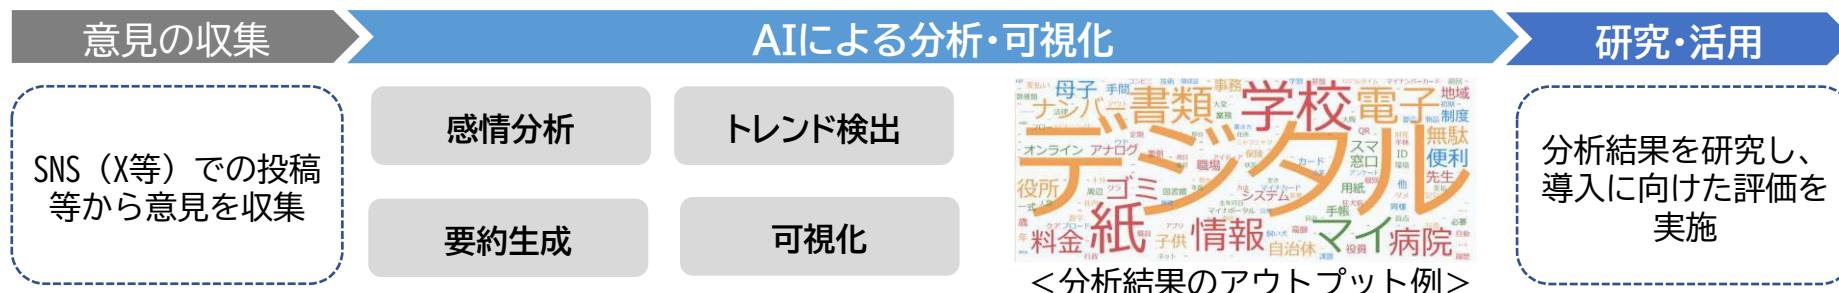 意見の収集
AIによる分析・可視化
研究・活用
SNS（X等）での投稿
等から意見を収集
感情分析
トレンド検出
要約生成
可視化
母子 手間 事務
ナンバー 書類 学校 電子 地域
制度
デジタル
オンライン アナログ
職場
スマ
窓口
ID
無駄
便利
先生
役所
ゴミ
カード
システム
用紙
手帳
料金 紙 子供 情報 自治体 マイ 役員 病院
＜分析結果のアウトプット例＞
分析結果を研究し、
導入に向けた評価を
実施